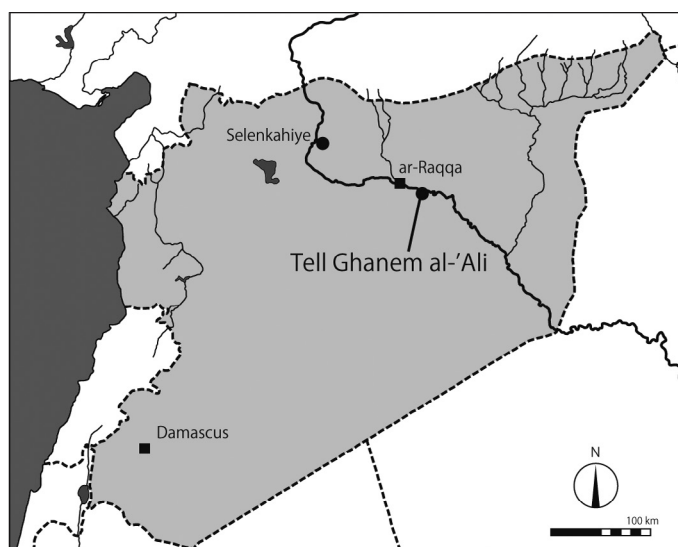 Selenkahiye
ar-Raqqa
Tell Ghanem al-'Ali
Damascus
N
100 km